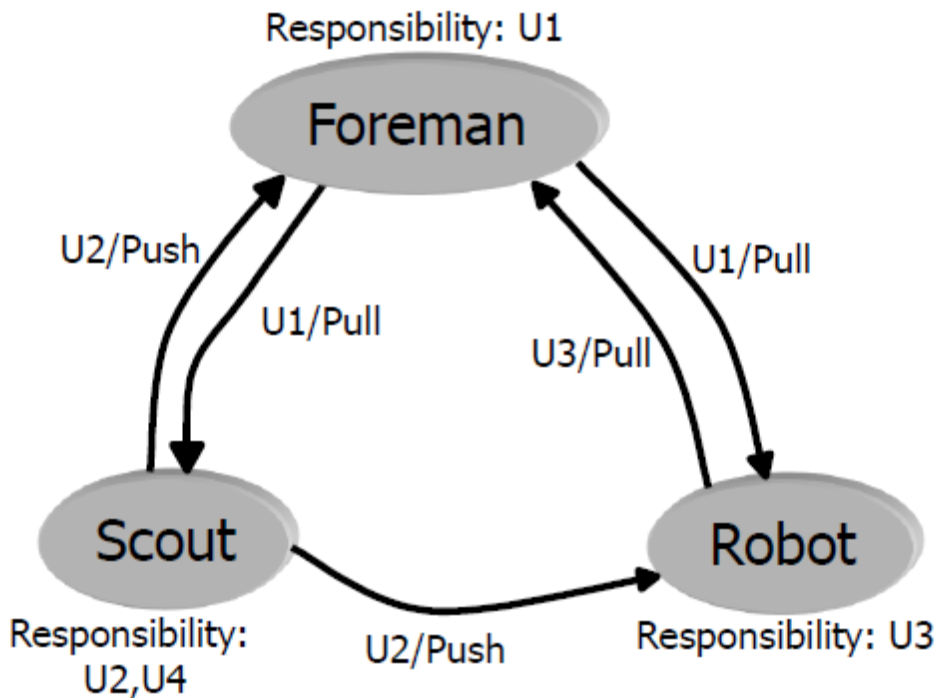 Responsibility: U1
Foreman
U2/Push
U1/Pull
U1/Pull
U3/Pull
Scout
Robot
Responsibility:
U2,U4
U2/Push
Responsibility: U3